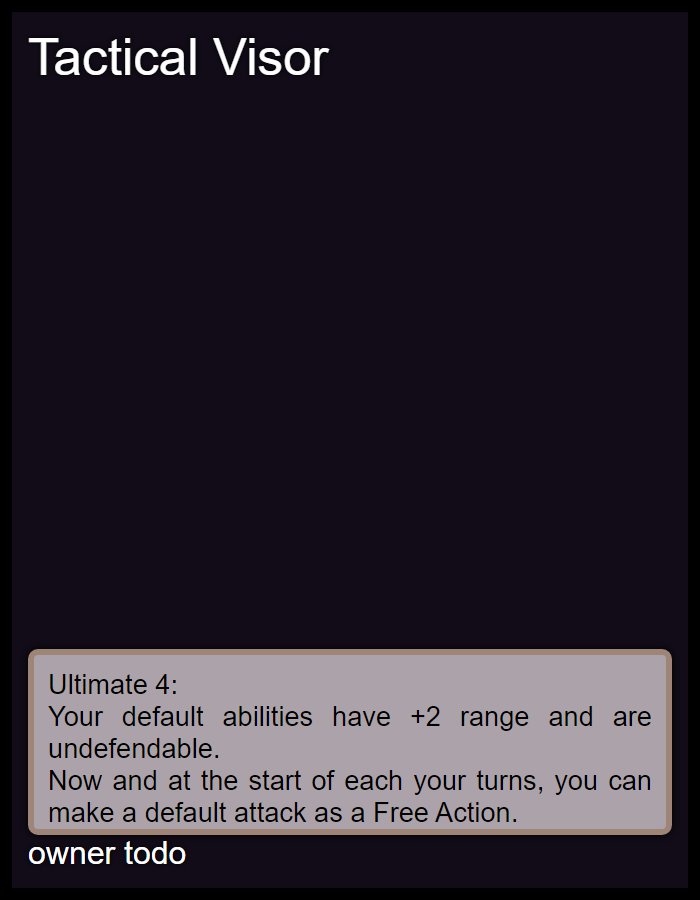 Tactical Visor
Ultimate 4:
Your default abilities have +2 range and are
undefendable.
Now and at the start of each your turns, you can
make a default attack as a Free Action.
owner todo